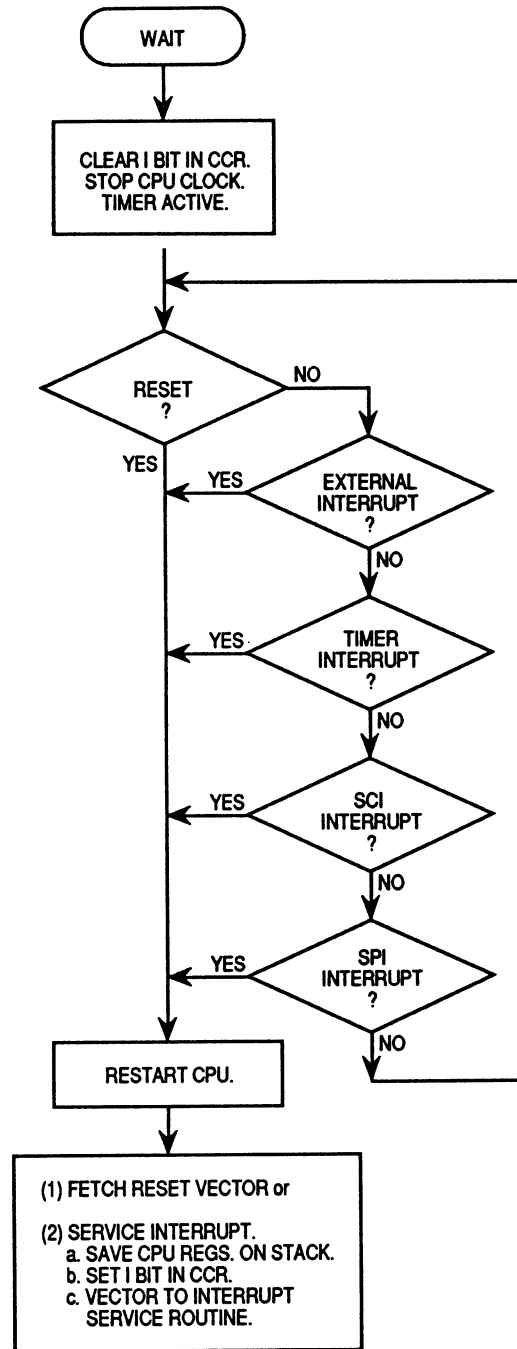 WAIT
CLEAR I BIT IN CCR.
STOP CPU CLOCK.
TIMER ACTIVE.
RESET
?
NO
YES
YES
EXTERNAL
INTERRUPT
?
NO
YES
TIMER
INTERRUPT
?
NO
YES
SCI
INTERRUPT
?
NO
YES
SPI
INTERRUPT
?
NO
RESTART CPU.
(1) FETCH RESET VECTOR or
(2) SERVICE INTERRUPT.
a. SAVE CPU REGS. ON STACK.
b. SET I BIT IN CCR.
c. VECTOR TO INTERRUPT
SERVICE ROUTINE.